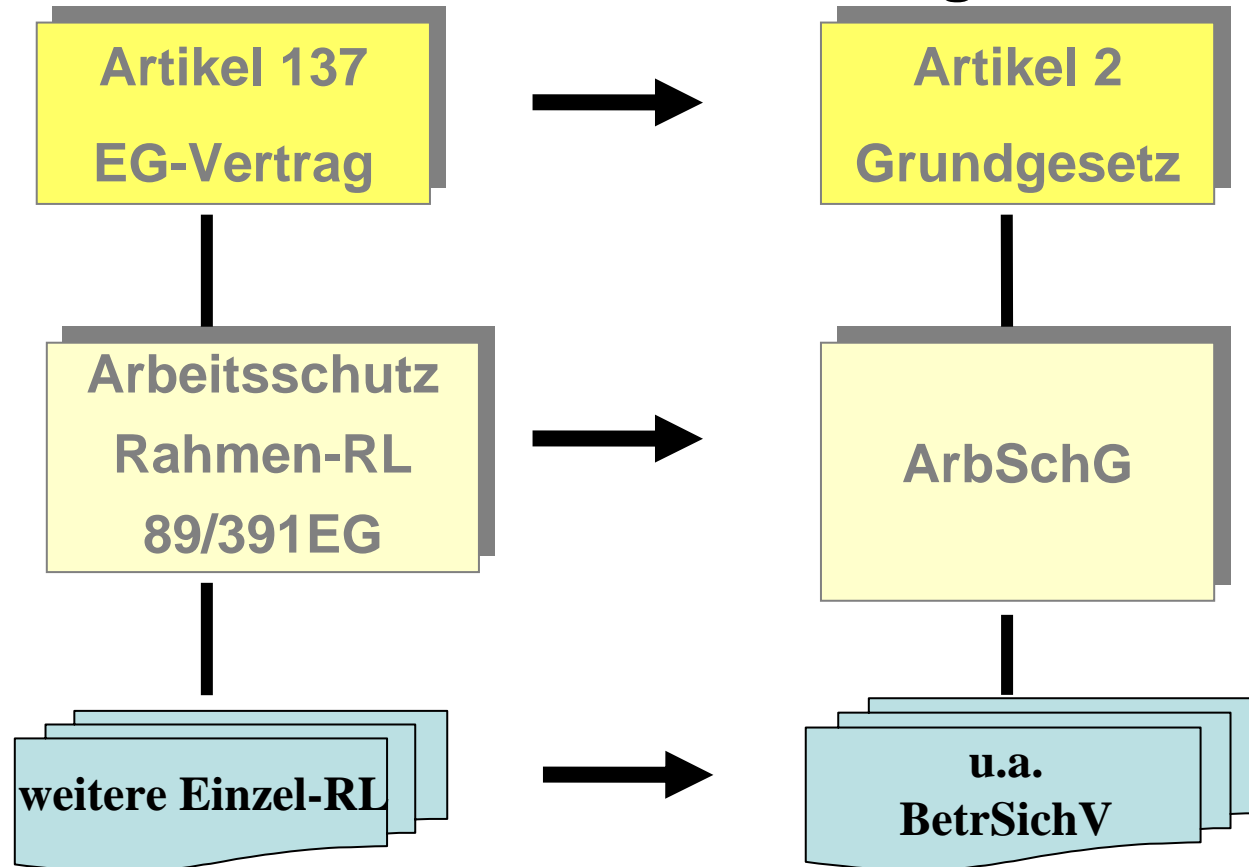 Artikel 137
EG-Vertrag
Artikel 2
Grundgesetz
Arbeitsschutz
Rahmen-RL
89/391EG
ArbSchG
weitere Einzel-RL
u.a.
BetrSichV